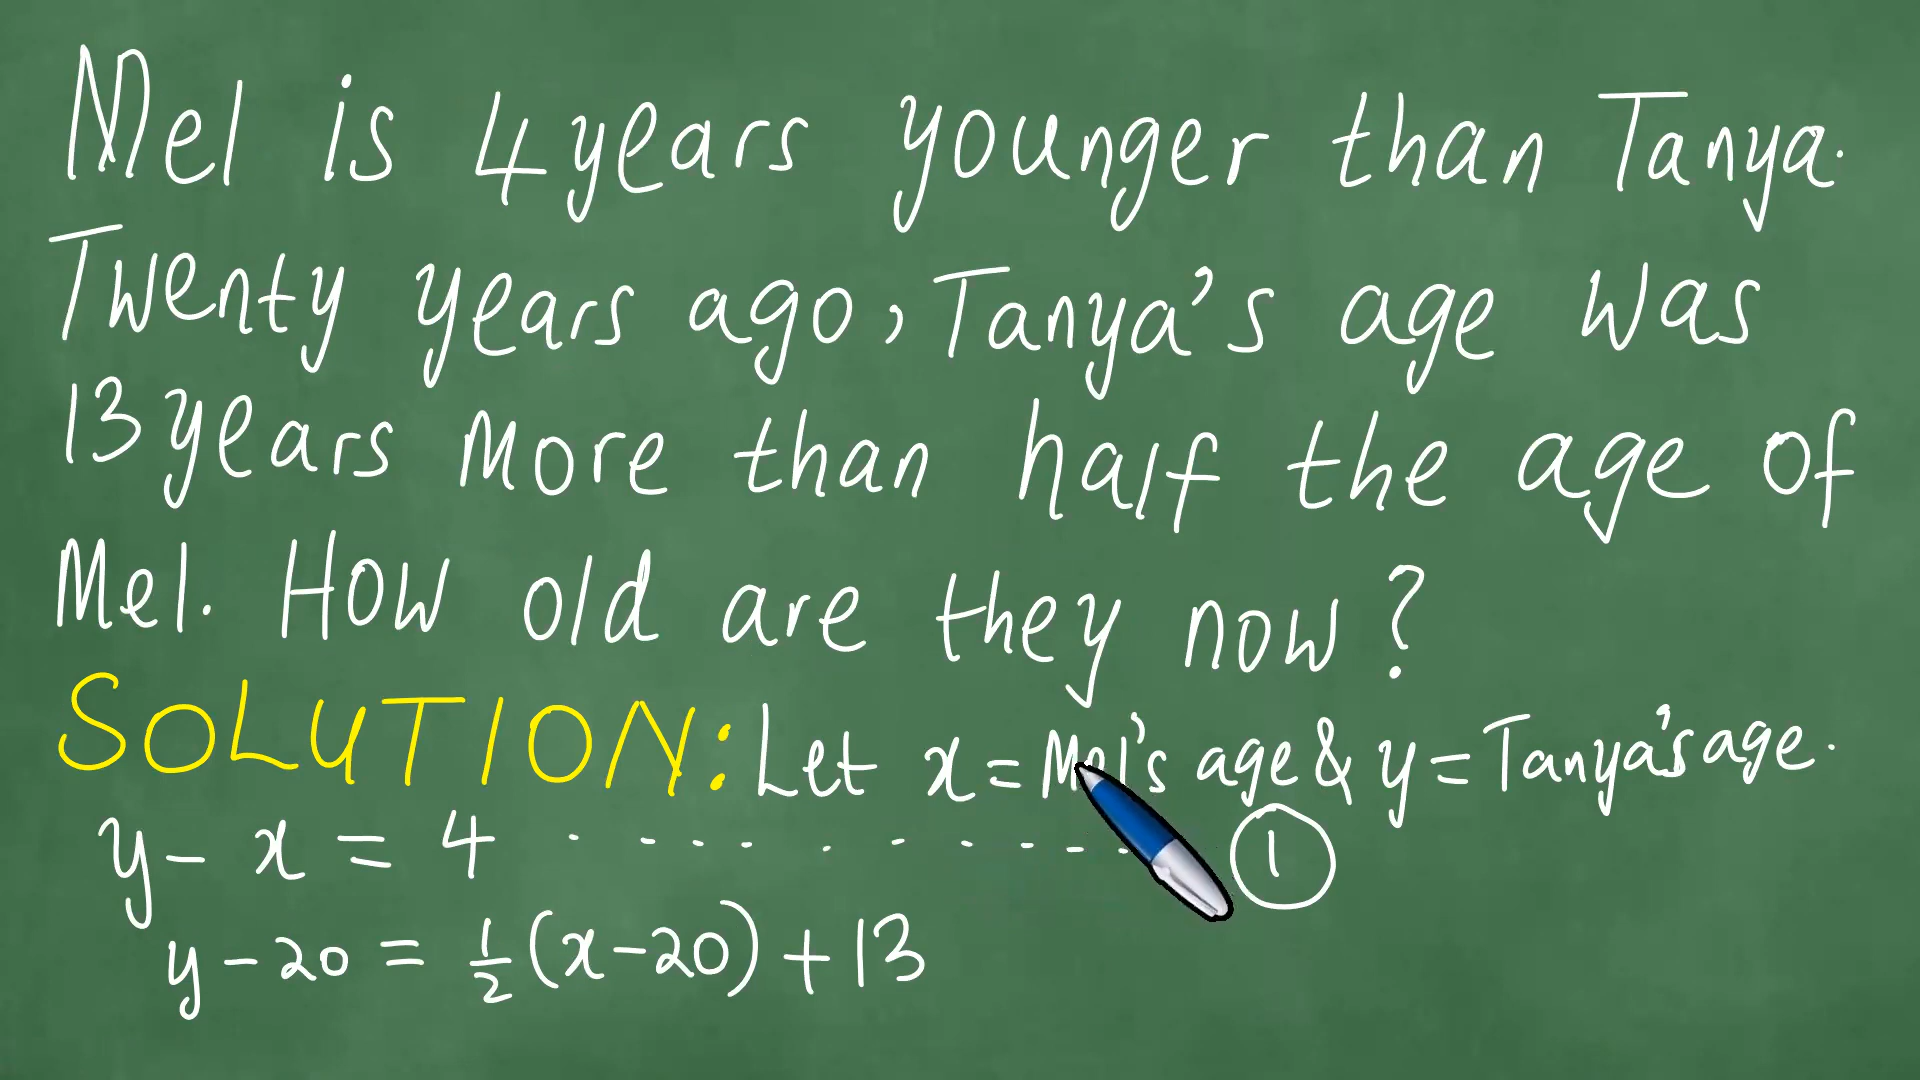 Mel is 4 years younger than Tanya.
Twenty years ago, Tanya's age was
13 years more than half the age of
Mel. How old are they now?
SOLUTION: Let x = Mel's age & y = Tanya's age.
y - x = 4 . . . . . . . . . . 1
y - 20 = 1/2 (x - 20) + 13